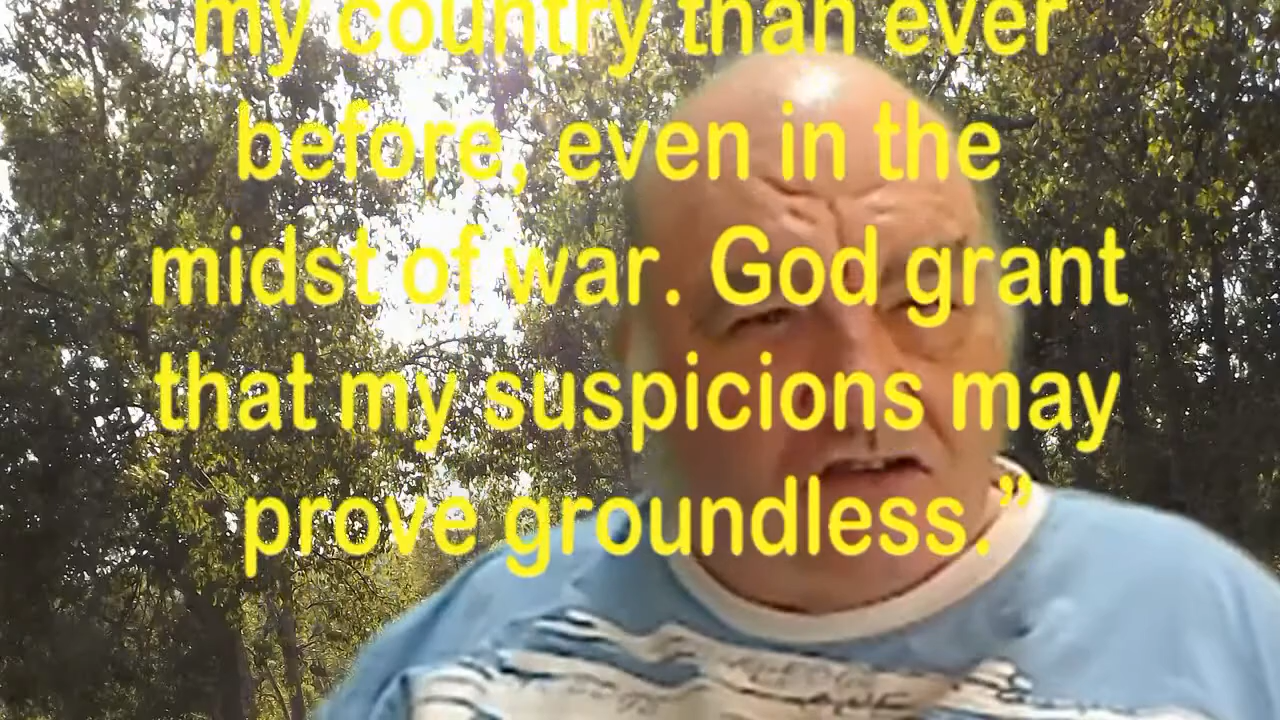 my country than ever
before, even in the
midst of war. God grant
that my suspicions may
prove groundless.”